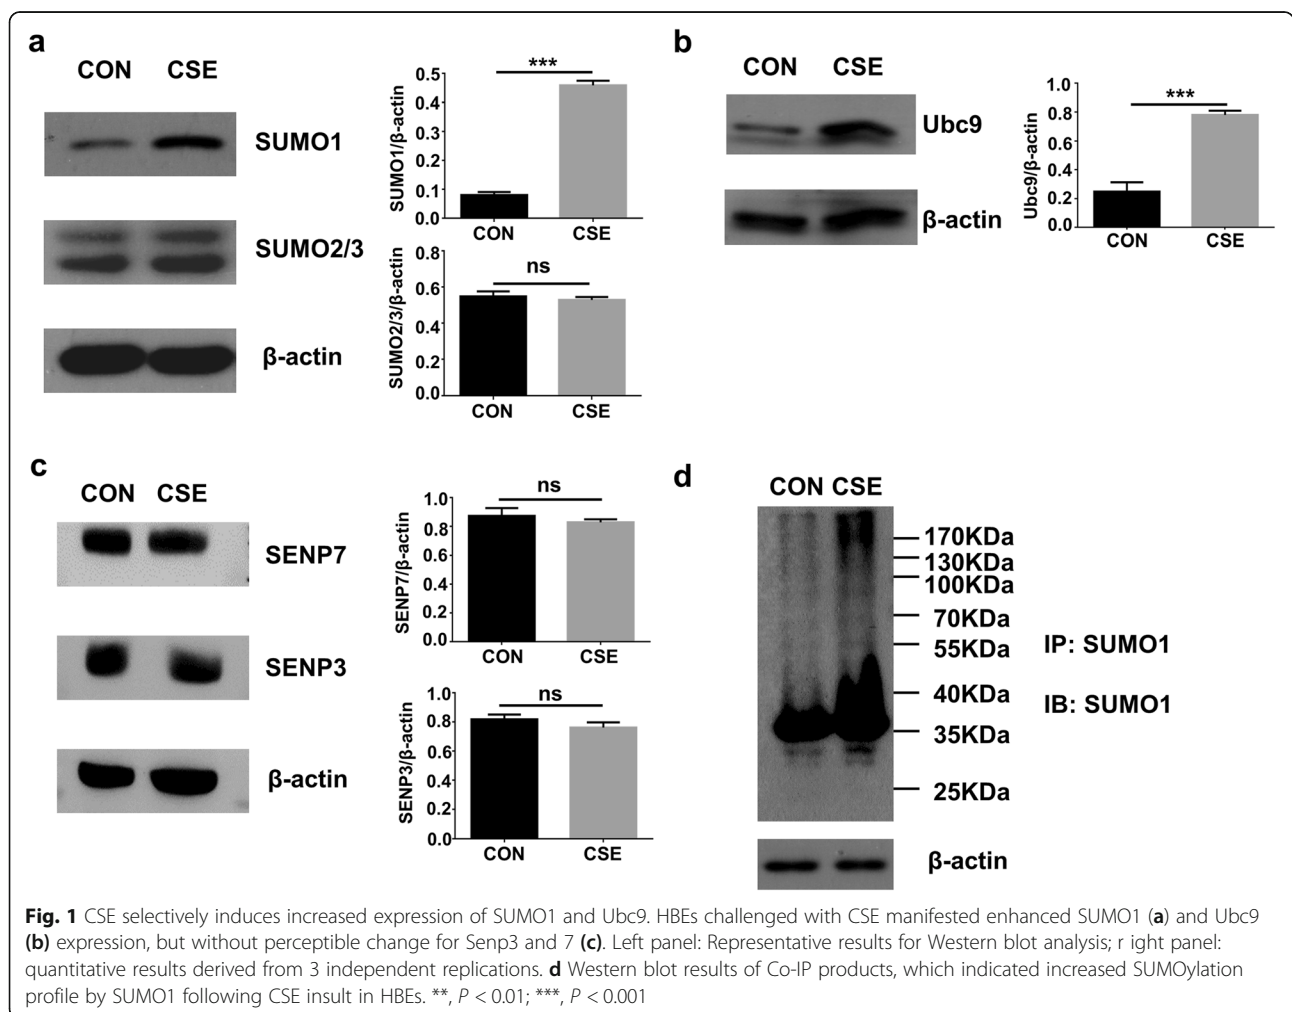 a
CON CSE
SUMO1
SUMO2/3
β-actin
SUMO1/β-actin
0.5
0.4
0.3
0.2
0.1
0.0
***
CON CSE
SUMO2/3/β-actin
0.8
0.6
0.4
0.2
0.0
ns
CON CSE
b
CON CSE
Ubc9
β-actin
Ubc9/β-actin
1.0
0.8
0.6
0.4
0.2
0.0
***
CON CSE
c
CON CSE
SENP7
SENP3
β-actin
SENP7/β-actin
1.0
0.8
0.6
0.4
0.2
0.0
ns
CON CSE
SENP3/β-actin
1.0
0.8
0.6
0.4
0.2
0.0
ns
CON CSE
d
CON CSE
170KDa
130KDa
100KDa
70KDa
55KDa
40KDa
35KDa
25KDa
IP: SUMO1
IB: SUMO1
β-actin
Fig. 1 CSE selectively induces increased expression of SUMO1 and Ubc9. HBEs challenged with CSE manifested enhanced SUMO1 (a) and Ubc9
(b) expression, but without perceptible change for Senp3 and 7 (c). Left panel: Representative results for Western blot analysis; r ight panel:
quantitative results derived from 3 independent replications. d Western blot results of Co-IP products, which indicated increased SUMOylation
profile by SUMO1 following CSE insult in HBEs. **, P < 0.01; ***, P < 0.001